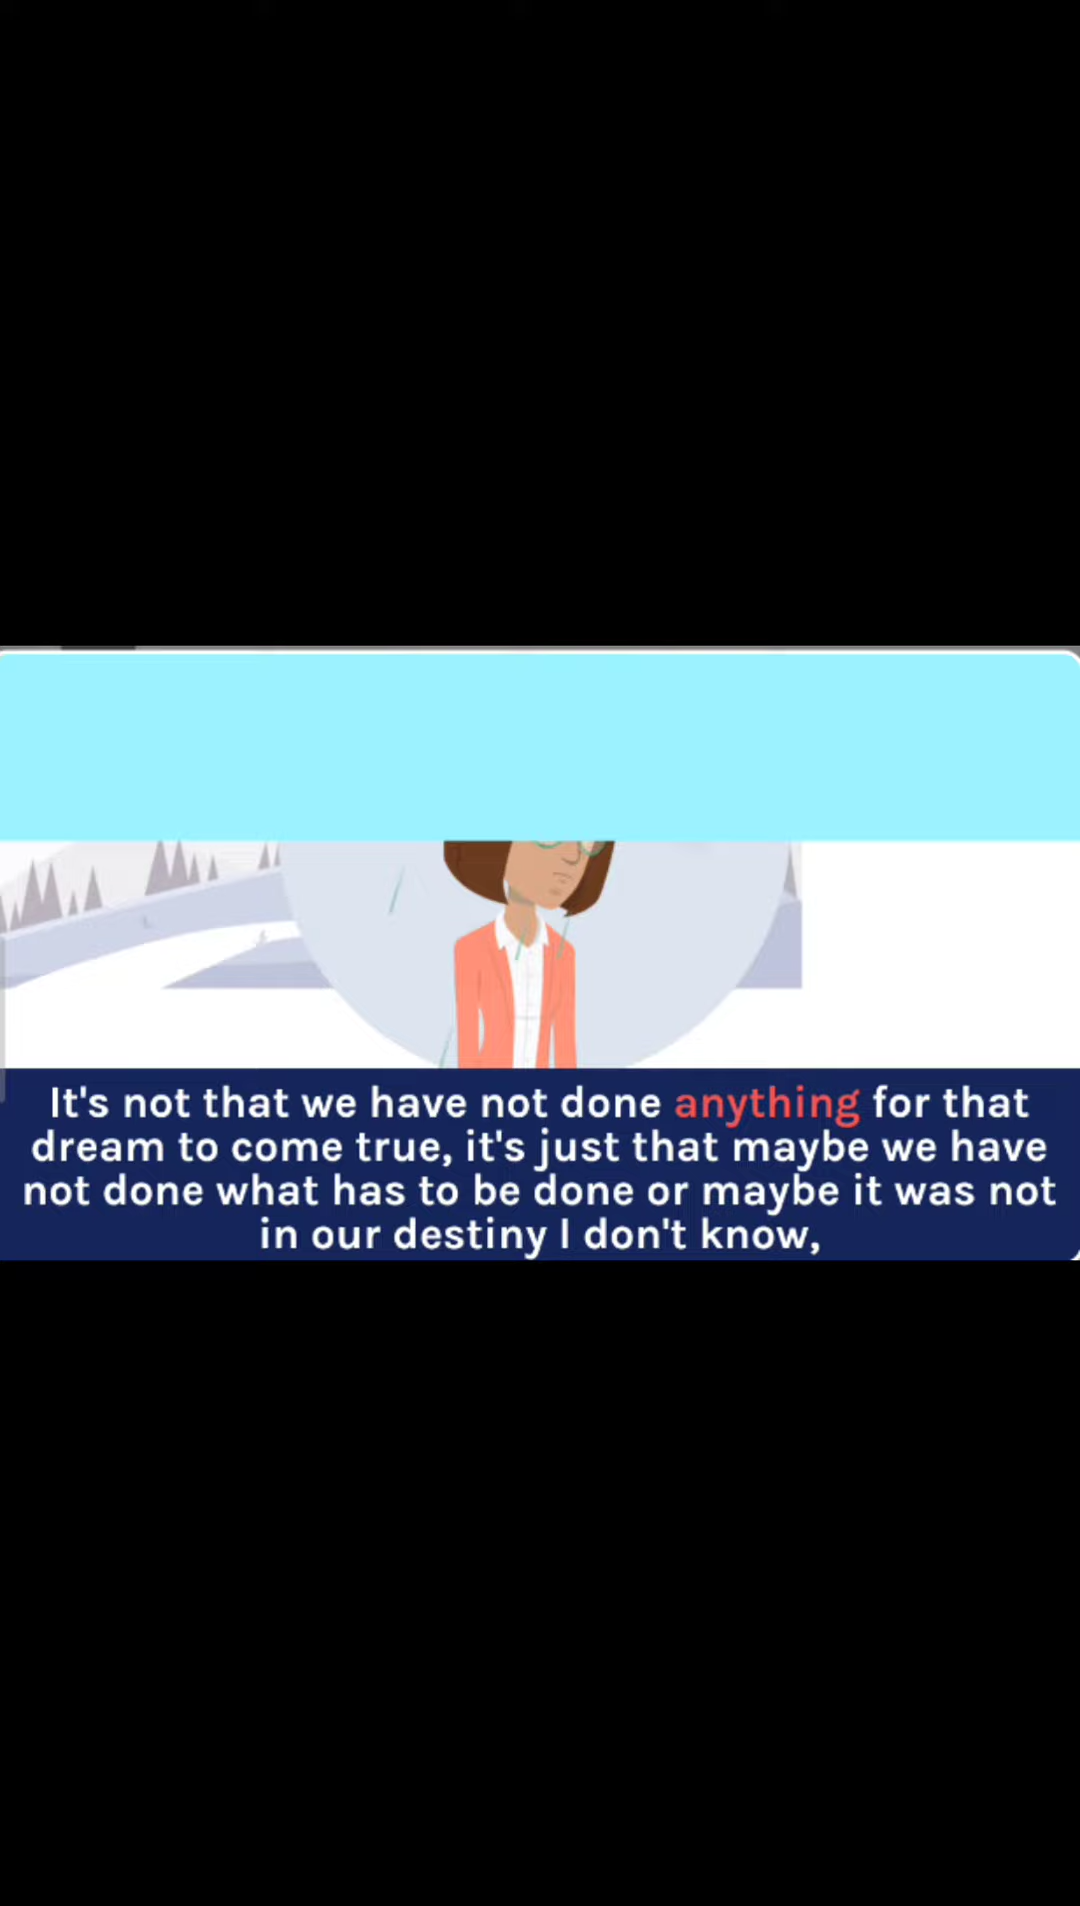 It's not that we have not done anything for that
dream to come true, it's just that maybe we have
not done what has to be done or maybe it was not
in our destiny I don't know,